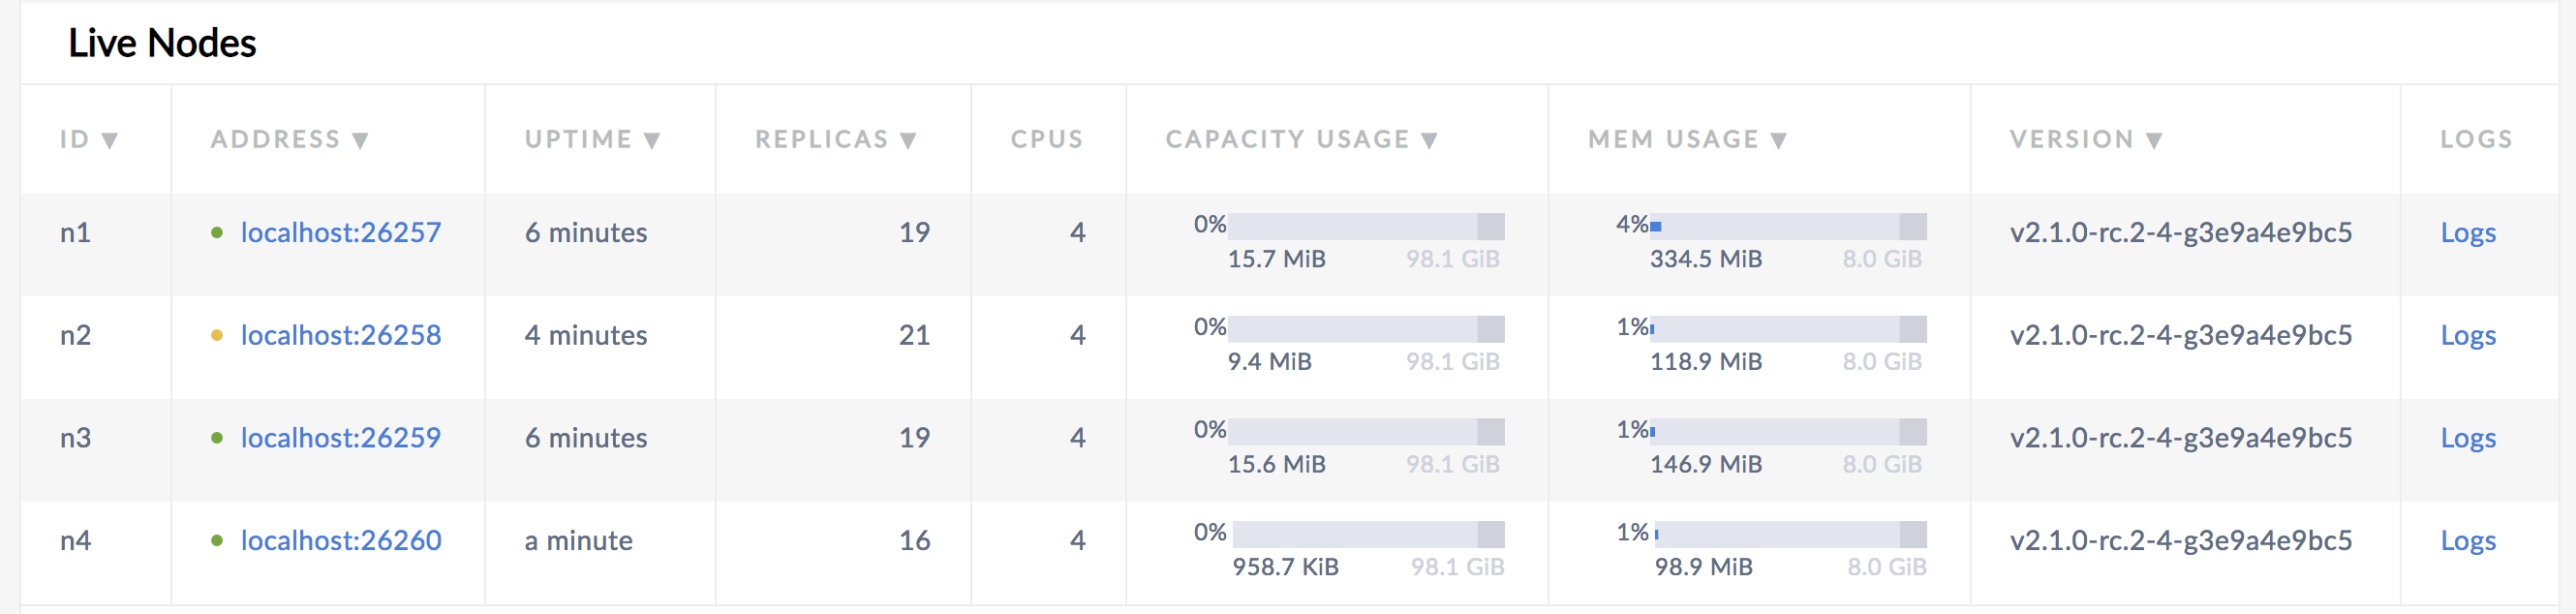 Live Nodes
ID ▼ ADDRESS ▼ UPTIME ▼ REPLICAS ▼ CPUS CAPACITY USAGE ▼ MEM USAGE ▼ VERSION ▼ LOGS
n1 localhost:26257 6 minutes 19 4 0% 4% v2.1.0-rc.2-4-g3e9a4e9bc5 Logs
15.7 MiB 98.1 GiB 334.5 MiB 8.0 GiB
n2 localhost:26258 4 minutes 21 4 0% 1% v2.1.0-rc.2-4-g3e9a4e9bc5 Logs
9.4 MiB 98.1 GiB 118.9 MiB 8.0 GiB
n3 localhost:26259 6 minutes 19 4 0% 1% v2.1.0-rc.2-4-g3e9a4e9bc5 Logs
15.6 MiB 98.1 GiB 146.9 MiB 8.0 GiB
n4 localhost:26260 a minute 16 4 0% 1% v2.1.0-rc.2-4-g3e9a4e9bc5 Logs
958.7 KiB 98.1 GiB 98.9 MiB 8.0 GiB